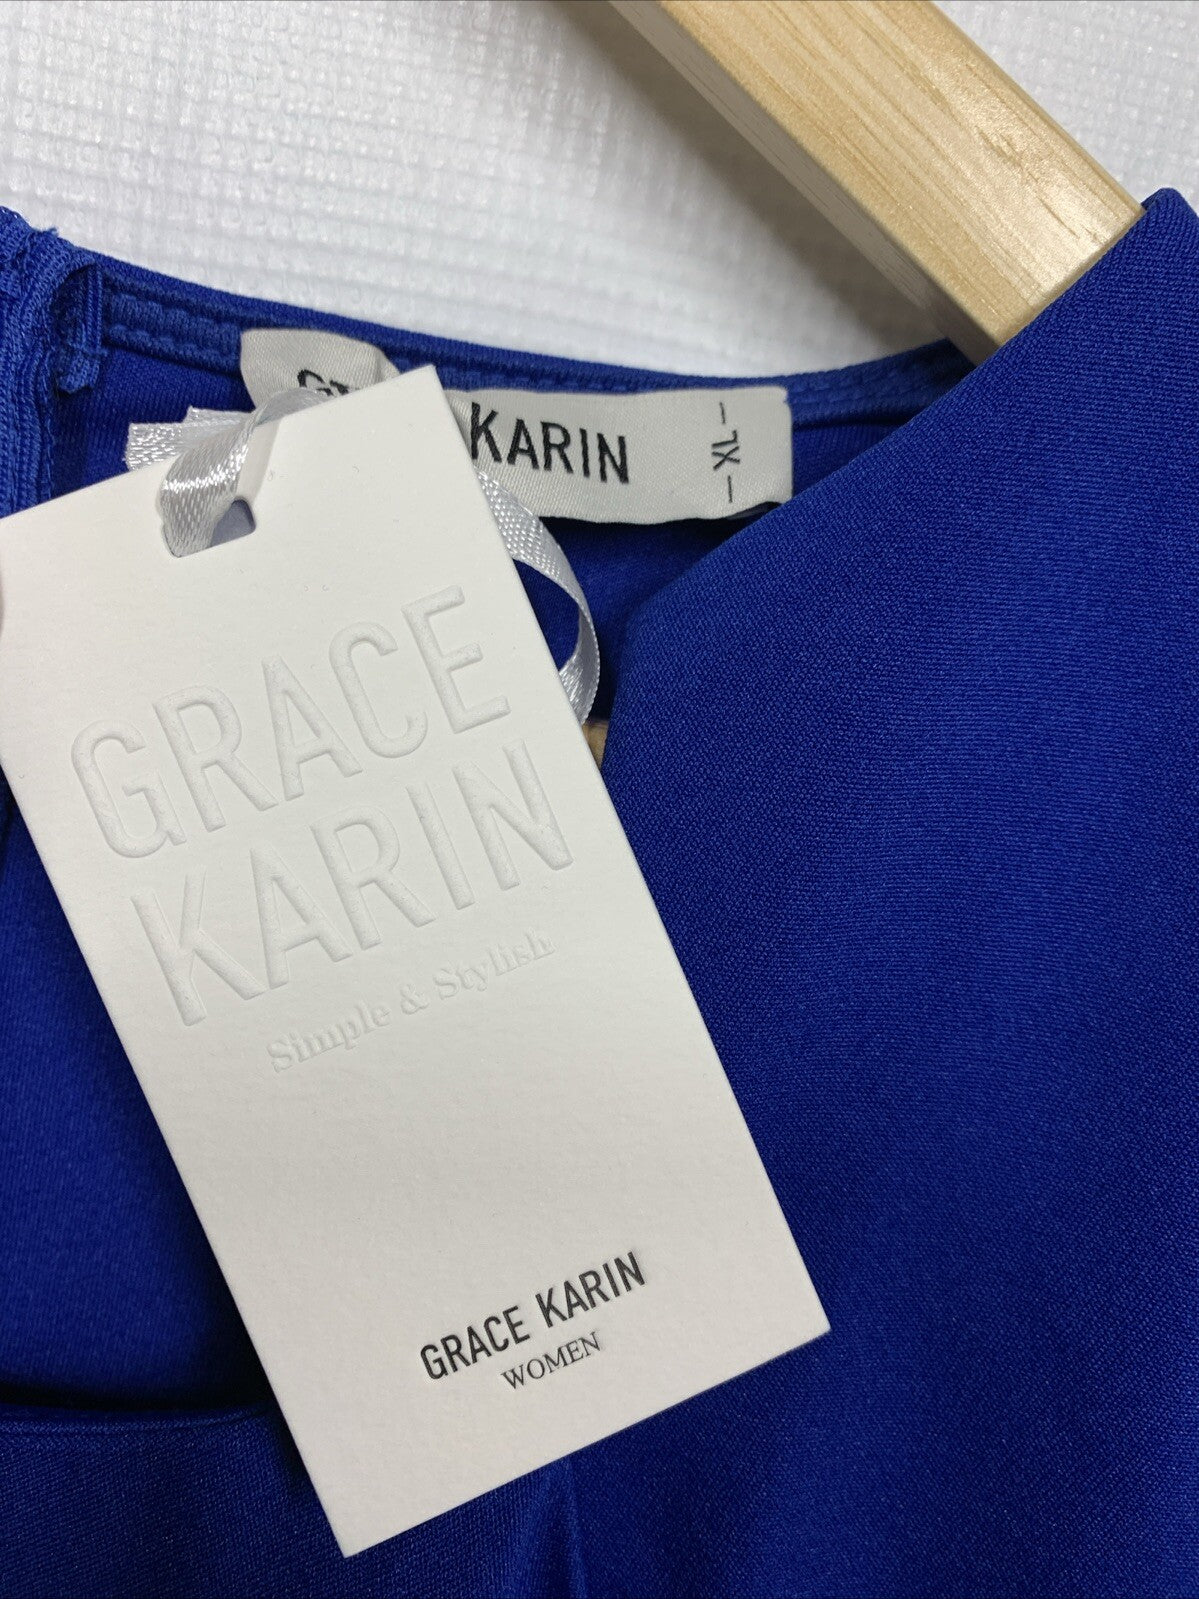 KARIN
— XL —
GRACE
KARIN
Simple & Stylish
GRACE KARIN
WOMEN